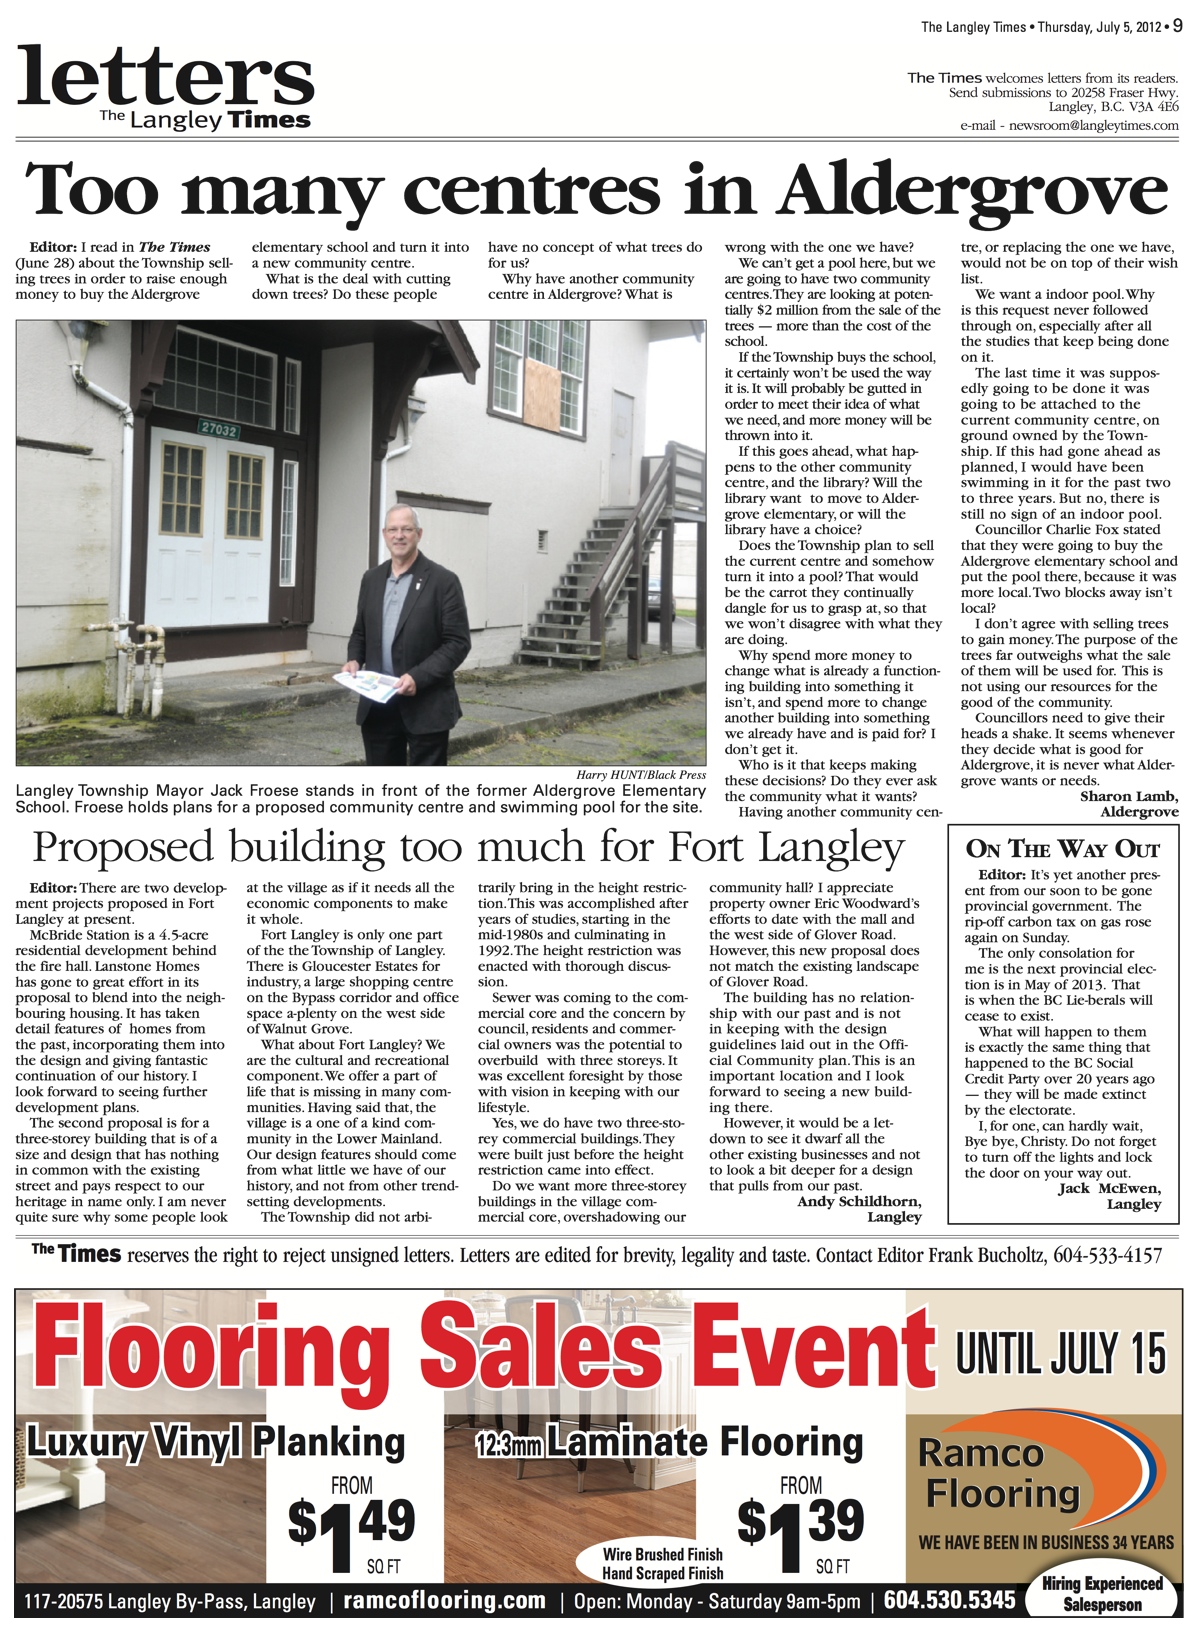 The Langley Times • Thursday, July 5, 2012 • 9
letters
The Langley Times
The Times welcomes letters from its readers.
Send submissions to 20258 Fraser Hwy.
Langley, B.C. V3A 4E6
e-mail - newsroom@langleytimes.com
Too many centres in Aldergrove
Editor: I read in The Times
(June 28) about the Township sell-
ing trees in order to raise enough
money to buy the Aldergrove
elementary school and turn it into
a new community centre.
What is the deal with cutting
down trees? Do these people
have no concept of what trees do
for us?
Why have another community
centre in Aldergrove? What is
wrong with the one we have?
We can't get a pool here, but we
are going to have two community
centres. They are looking at poten-
tially $2 million from the sale of the
trees — more than the cost of the
school.
If the Township buys the school,
it certainly won't be used the way
it is. It will probably be gutted in
order to meet their idea of what
we need, and more money will be
thrown into it.
If this goes ahead, what hap-
pens to the other community
centre, and the library? Will the
library want  to move to Alder-
grove elementary, or will the
library have a choice?
Does the Township plan to sell
the current centre and somehow
turn it into a pool? That would
be the carrot they continually
dangle for us to grasp at, so that
we won't disagree with what they
are doing.
Why spend more money to
change what is already a function-
ing building into something it
isn't, and spend more to change
another building into something
we already have and is paid for? I
don't get it.
Who is it that keeps making
these decisions? Do they ever ask
the community what it wants?
Having another community cen-
tre, or replacing the one we have,
would not be on top of their wish
list.
We want a indoor pool. Why
is this request never followed
through on, especially after all
the studies that keep being done
on it.
The last time it was suppos-
edly going to be done it was
going to be attached to the
current community centre, on
ground owned by the Town-
ship. If this had gone ahead as
planned, I would have been
swimming in it for the past two
to three years. But no, there is
still no sign of an indoor pool.
Councillor Charlie Fox stated
that they were going to buy the
Aldergrove elementary school and
put the pool there, because it was
more local. Two blocks away isn't
local?
I don't agree with selling trees
to gain money. The purpose of the
trees far outweighs what the sale
of them will be used for.  This is
not using our resources for the
good of the community.
Councillors need to give their
heads a shake. It seems whenever
they decide what is good for
Aldergrove, it is never what Alder-
grove wants or needs.
Sharon Lamb,
Aldergrove
27032
Harry HUNT/Black Press
Langley Township Mayor Jack Froese stands in front of the former Aldergrove Elementary
School. Froese holds plans for a proposed community centre and swimming pool for the site.
Proposed building too much for Fort Langley
Editor: There are two develop-
ment projects proposed in Fort
Langley at present.
McBride Station is a 4.5-acre
residential development behind
the fire hall. Lanstone Homes
has gone to great effort in its
proposal to blend into the neigh-
bouring housing. It has taken
detail features of  homes from
the past, incorporating them into
the design and giving fantastic
continuation of our history. I
look forward to seeing further
development plans.
The second proposal is for a
three-storey building that is of a
size and design that has nothing
in common with the existing
street and pays respect to our
heritage in name only. I am never
quite sure why some people look
at the village as if it needs all the
economic components to make
it whole.
Fort Langley is only one part
of the the Township of Langley.
There is Gloucester Estates for
industry, a large shopping centre
on the Bypass corridor and office
space a-plenty on the west side
of Walnut Grove.
What about Fort Langley? We
are the cultural and recreational
component. We offer a part of
life that is missing in many com-
munities. Having said that, the
village is a one of a kind com-
munity in the Lower Mainland.
Our design features should come
from what little we have of our
history, and not from other trend-
setting developments.
The Township did not arbi-
trarily bring in the height restric-
tion. This was accomplished after
years of studies, starting in the
mid-1980s and culminating in
1992. The height restriction was
enacted with thorough discus-
sion.
Sewer was coming to the com-
mercial core and the concern by
council, residents and commer-
cial owners was the potential to
overbuild  with three storeys. It
was excellent foresight by those
with vision in keeping with our
lifestyle.
Yes, we do have two three-sto-
rey commercial buildings. They
were built just before the height
restriction came into effect.
Do we want more three-storey
buildings in the village com-
mercial core, overshadowing our
community hall? I appreciate
property owner Eric Woodward's
efforts to date with the mall and
the west side of Glover Road.
However, this new proposal does
not match the existing landscape
of Glover Road.
The building has no relation-
ship with our past and is not
in keeping with the design
guidelines laid out in the Offi-
cial Community plan. This is an
important location and I look
forward to seeing a new build-
ing there.
However, it would be a let-
down to see it dwarf all the
other existing businesses and not
to look a bit deeper for a design
that pulls from our past.
Andy Schildhorn,
Langley
ON THE WAY OUT
Editor: It's yet another pres-
ent from our soon to be gone
provincial government.  The
rip-off carbon tax on gas rose
again on Sunday.
The only consolation for
me is the next provincial elec-
tion is in May of 2013.  That
is when the BC Lie-berals will
cease to exist.
What will happen to them
is exactly the same thing that
happened to the BC Social
Credit Party over 20 years ago
— they will be made extinct
by the electorate.
I, for one, can hardly wait,
Bye bye, Christy. Do not forget
to turn off the lights and lock
the door on your way out.
Jack  McEwen,
Langley
The Times reserves the right to reject unsigned letters. Letters are edited for brevity, legality and taste. Contact Editor Frank Bucholtz, 604-533-4157
Flooring Sales Event UNTIL JULY 15
Luxury Vinyl Planking
FROM
$1 49
SQ FT
12.3mm Laminate Flooring
FROM
$1 39
SQ FT
Wire Brushed Finish
Hand Scraped Finish
Ramco
Flooring
WE HAVE BEEN IN BUSINESS 34 YEARS
Hiring Experienced
Salesperson
117-20575 Langley By-Pass, Langley | ramcoflooring.com | Open: Monday - Saturday 9am-5pm | 604.530.5345